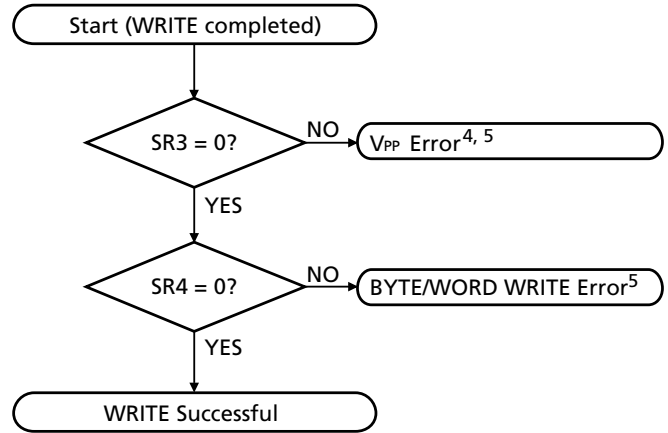 Start (WRITE completed)
SR3 = 0?
NO
VPP Error4, 5
YES
SR4 = 0?
NO
BYTE/WORD WRITE Error5
YES
WRITE Successful